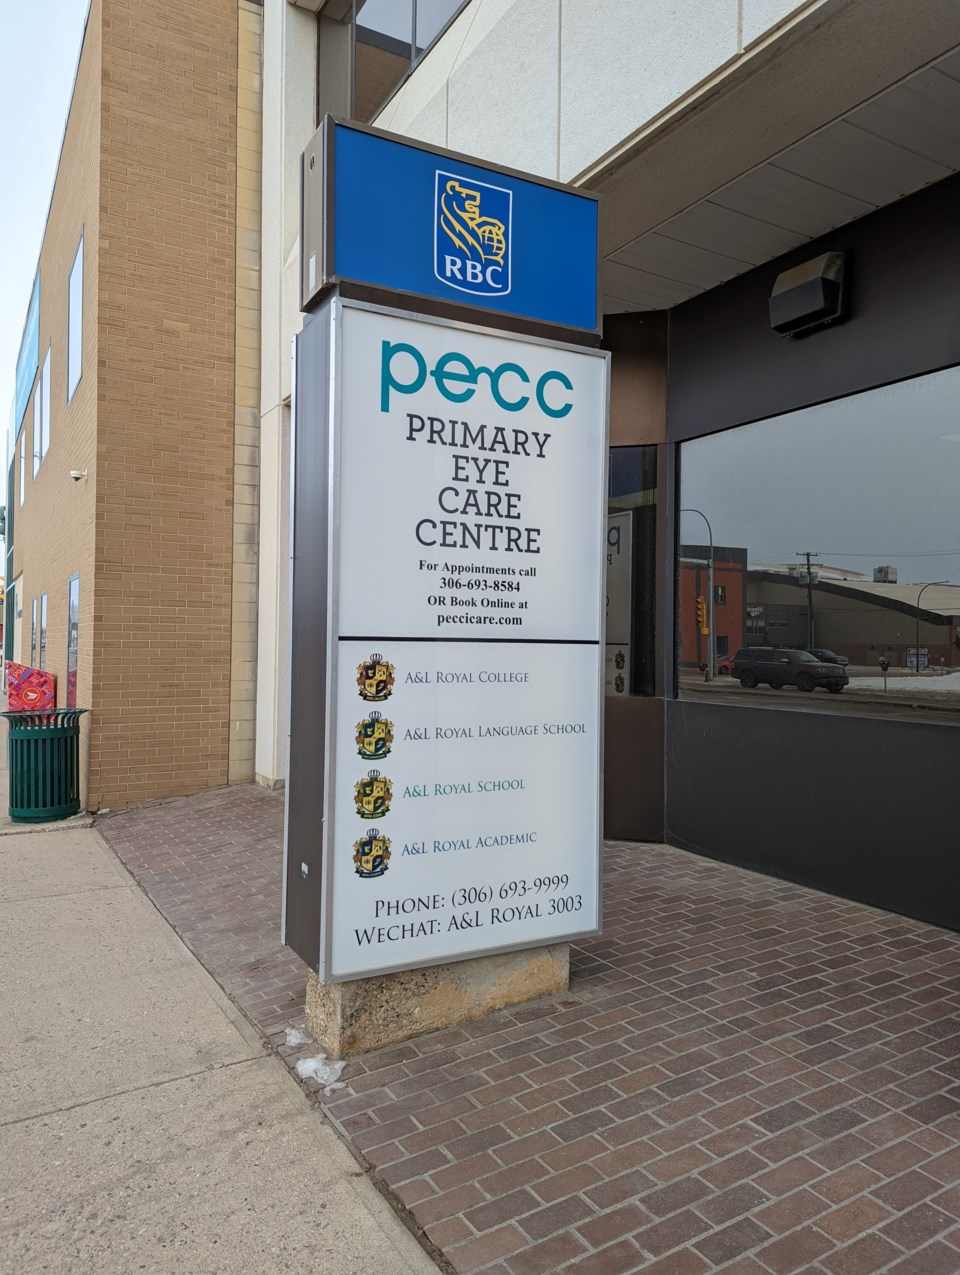 RBC
pecc
PRIMARY
EYE
CARE
CENTRE
For Appointments call
306-693-8584
OR Book Online at
peccicare.com
A&L ROYAL COLLEGE
A&L ROYAL LANGUAGE SCHOOL
A&L ROYAL SCHOOL
A&L ROYAL ACADEMIC
PHONE: (306) 693-9999
WECHAT: A&L ROYAL 3003